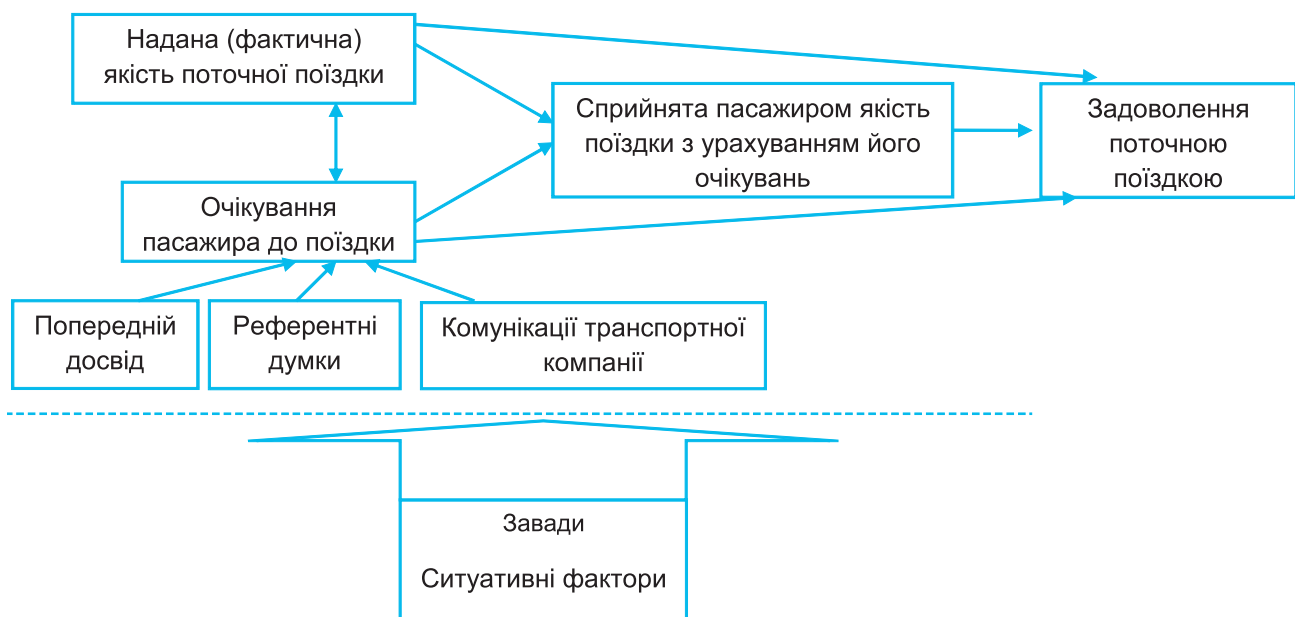 Надана (фактична)
якість поточної поїздки
Сприйнята пасажиром якість
поїздки з урахуванням його
очікувань
Задоволення
поточною
поїздкою
Очікування
пасажира до поїздки
Попередній
досвід
Референтні
думки
Комунікації транспортної
компанії
Завади
Ситуативні фактори